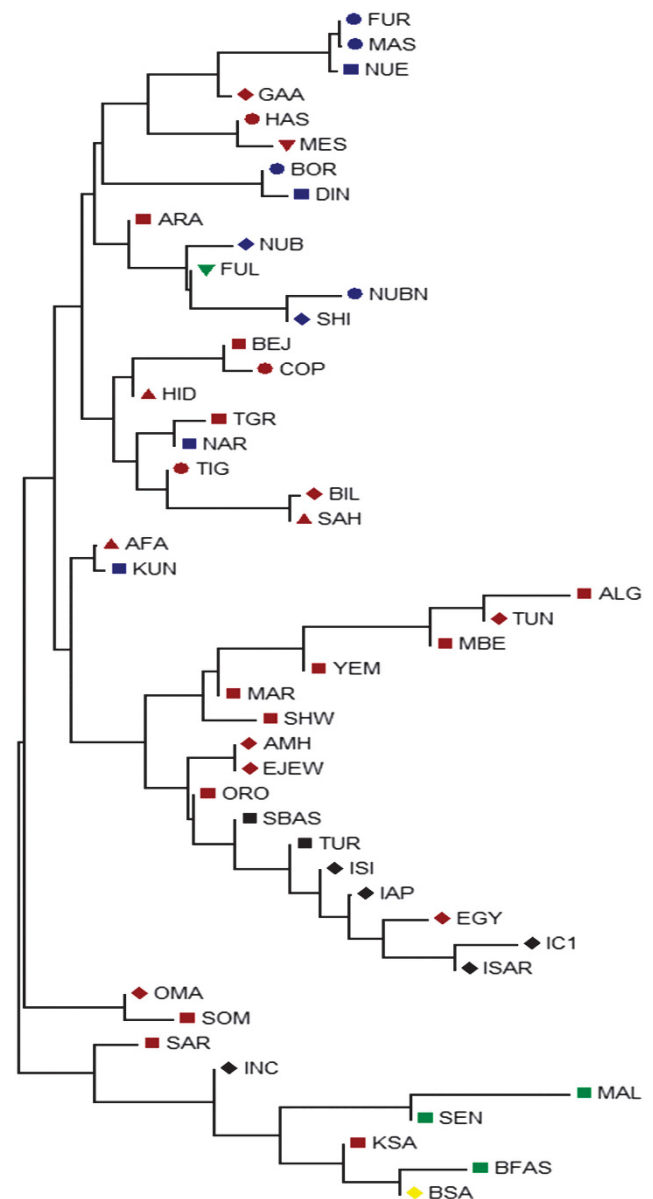 FUR
MAS
NUE
GAA
HAS
MES
BOR
DIN
ARA
NUB
FUL
NUBN
SHI
BEJ
COP
HID
TGR
NAR
TIG
BIL
SAH
AFA
KUN
ALG
TUN
MBE
YEM
MAR
SHW
AMH
EJEW
ORO
SBAS
TUR
ISI
IAP
EGY
IC1
ISAR
OMA
SOM
SAR
INC
MAL
SEN
KSA
BFAS
BSA